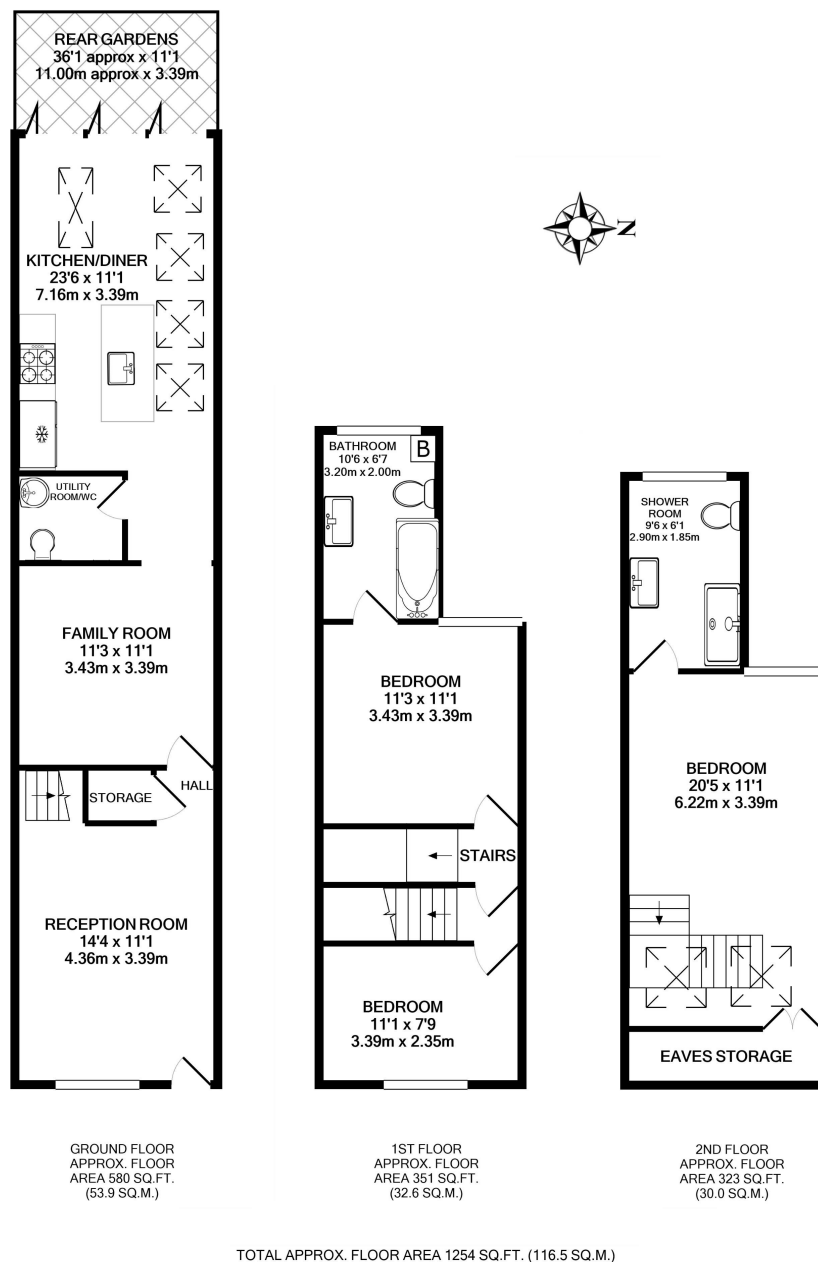 REAR GARDENS
36'1 approx x 11'1
11.00m approx x 3.39m
KITCHEN/DINER
23'6 x 11'1
7.16m x 3.39m
UTILITY
ROOM/WC
FAMILY ROOM
11'3 x 11'1
3.43m x 3.39m
HALL
STORAGE
RECEPTION ROOM
14'4 x 11'1
4.36m x 3.39m
GROUND FLOOR
APPROX. FLOOR
AREA 580 SQ.FT.
(53.9 SQ.M.)
N
BATHROOM
10'6 x 6'7
3.20m x 2.00m
B
BEDROOM
11'3 x 11'1
3.43m x 3.39m
STAIRS
BEDROOM
11'1 x 7'9
3.39m x 2.35m
1ST FLOOR
APPROX. FLOOR
AREA 351 SQ.FT.
(32.6 SQ.M.)
SHOWER
ROOM
9'6 x 6'1
2.90m x 1.85m
BEDROOM
20'5 x 11'1
6.22m x 3.39m
EAVES STORAGE
2ND FLOOR
APPROX. FLOOR
AREA 323 SQ.FT.
(30.0 SQ.M.)
TOTAL APPROX. FLOOR AREA 1254 SQ.FT. (116.5 SQ.M.)